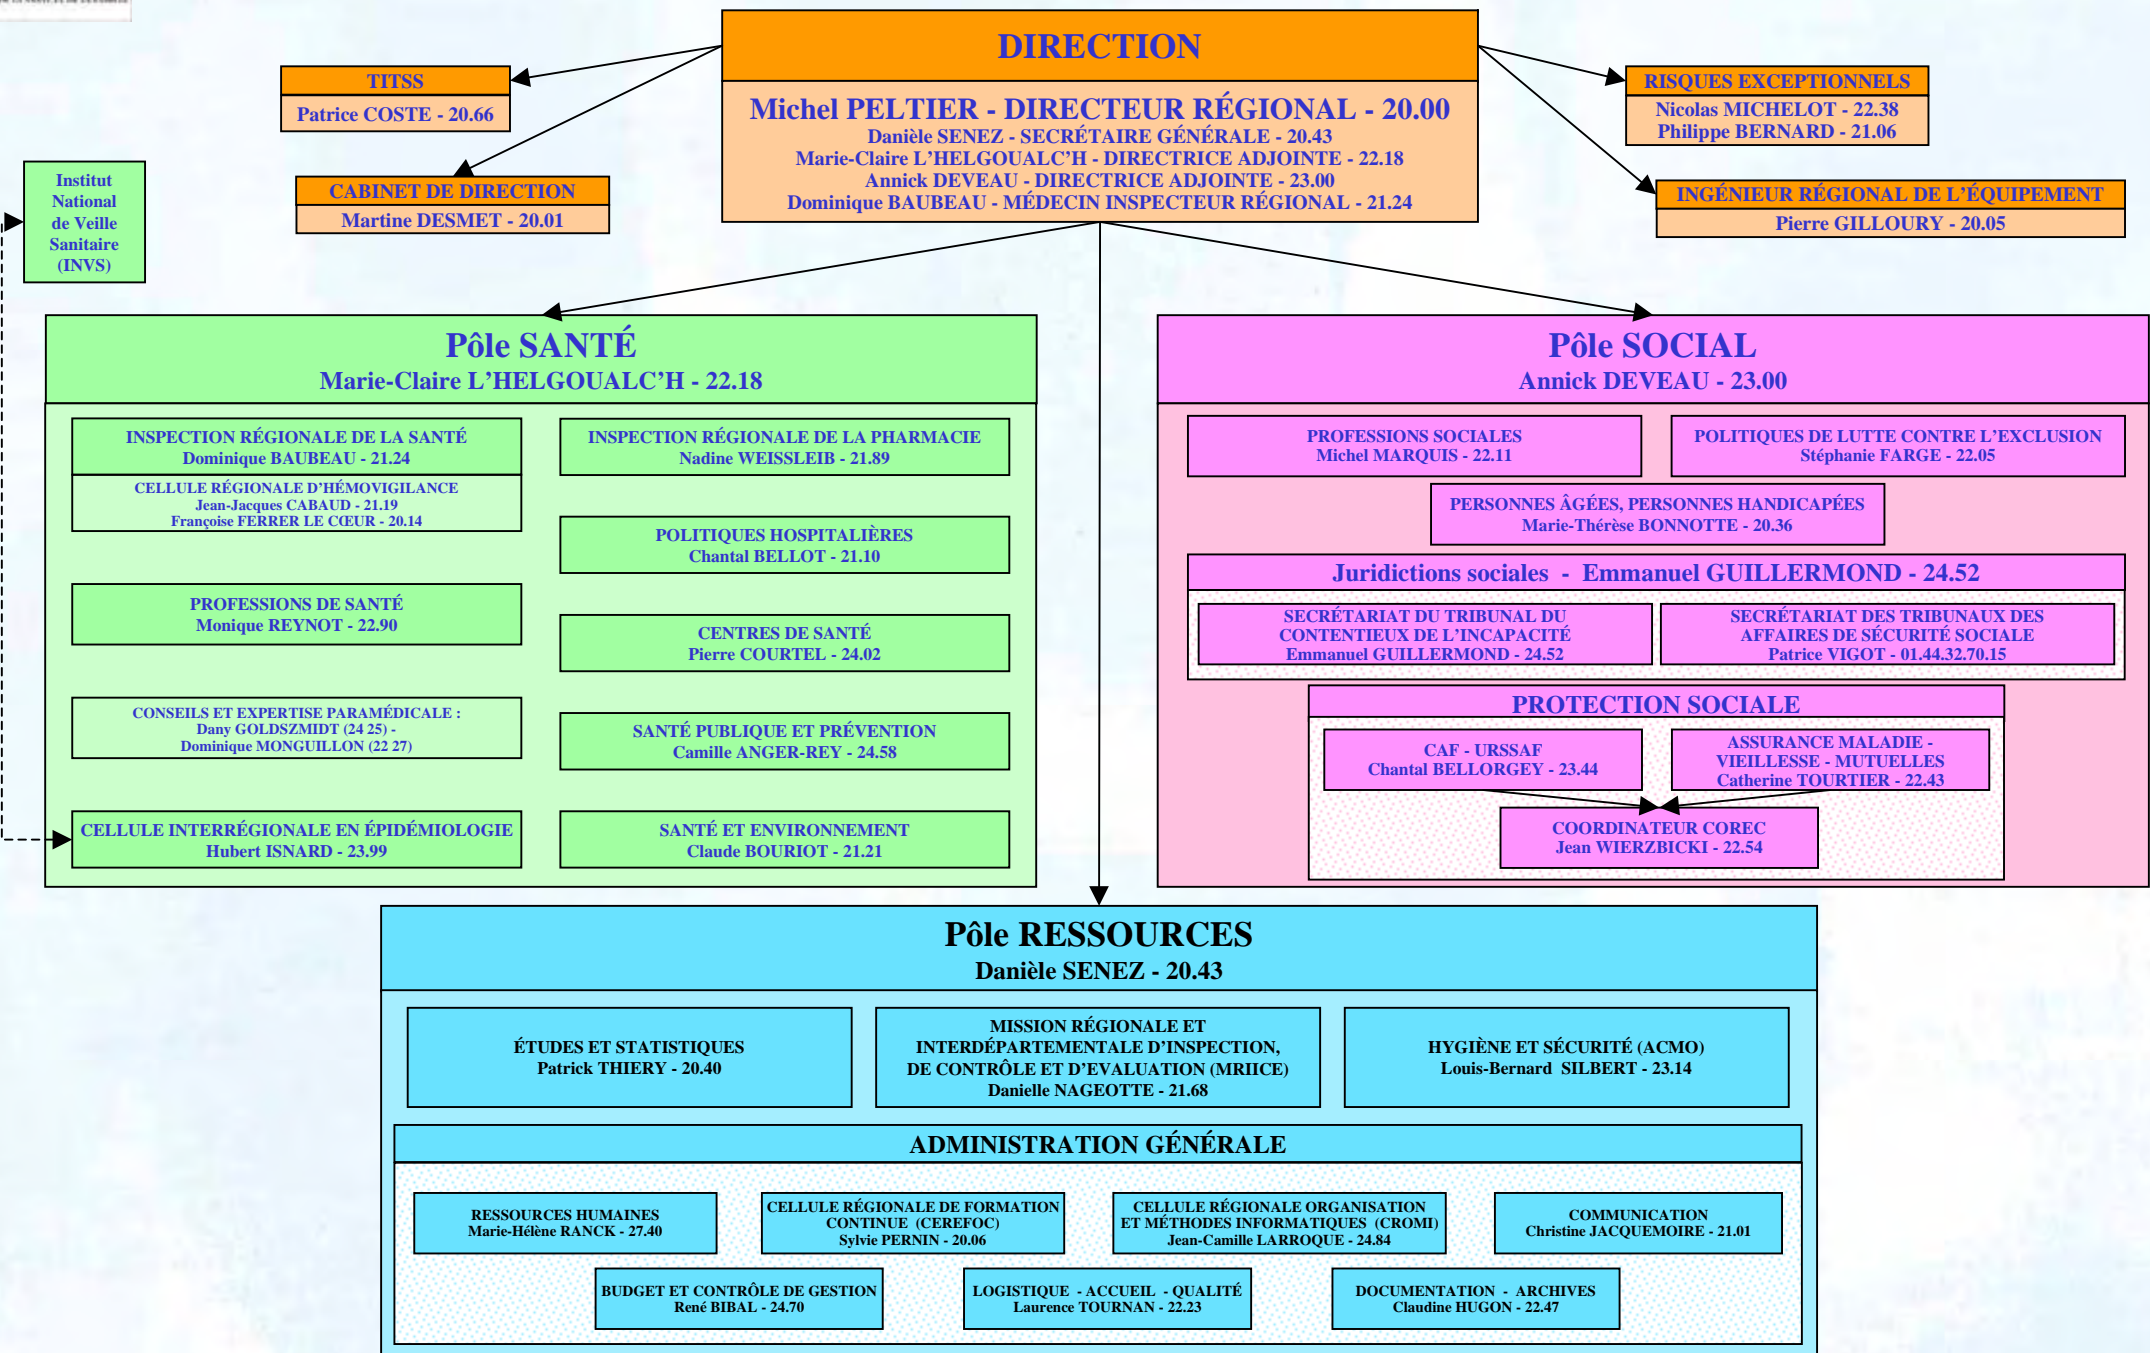 DIRECTION
Michel PELTIER - DIRECTEUR RÉGIONAL - 20.00
Danièle SENEZ - SECRÉTAIRE GÉNÉRALE - 20.43
Marie-Claire L’HELGOUALC’H - DIRECTRICE ADJOINTE - 22.18
Annick DEVEAU - DIRECTRICE ADJOINTE - 23.00
Dominique BAUBEAU - MÉDECIN INSPECTEUR RÉGIONAL - 21.24
TITSS
Patrice COSTE - 20.66
CABINET DE DIRECTION
Martine DESMET - 20.01
RISQUES EXCEPTIONNELS
Nicolas MICHELOT - 22.38
Philippe BERNARD - 21.06
INGÉNIEUR RÉGIONAL DE L’ÉQUIPEMENT
Pierre GILLOURY - 20.05
Institut
National
de Veille
Sanitaire
(INVS)
Pôle SANTÉ
Marie-Claire L’HELGOUALC’H - 22.18
INSPECTION RÉGIONALE DE LA SANTÉ
Dominique BAUBEAU - 21.24
CELLULE RÉGIONALE D’HÉMOVIGILANCE
Jean-Jacques CABAUD - 21.19
Françoise FERRER LE CŒUR - 20.14
PROFESSIONS DE SANTÉ
Monique REYNOT - 22.90
CONSEILS ET EXPERTISE PARAMÉDICALE :
Dany GOLDSZMIDT (24 25) -
Dominique MONGUILLON (22 27)
CELLULE INTERRÉGIONALE EN ÉPIDÉMIOLOGIE
Hubert ISNARD - 23.99
INSPECTION RÉGIONALE DE LA PHARMACIE
Nadine WEISSLEIB - 21.89
POLITIQUES HOSPITALIÈRES
Chantal BELLOT - 21.10
CENTRES DE SANTÉ
Pierre COURTEL - 24.02
SANTÉ PUBLIQUE ET PRÉVENTION
Camille ANGER-REY - 24.58
SANTÉ ET ENVIRONNEMENT
Claude BOURIOT - 21.21
Pôle SOCIAL
Annick DEVEAU - 23.00
PROFESSIONS SOCIALES
Michel MARQUIS - 22.11
POLITIQUES DE LUTTE CONTRE L’EXCLUSION
Stéphanie FARGE - 22.05
PERSONNES ÂGÉES, PERSONNES HANDICAPÉES
Marie-Thérèse BONNOTTE - 20.36
Juridictions sociales - Emmanuel GUILLERMOND - 24.52
SECRÉTARIAT DU TRIBUNAL DU
CONTENTIEUX DE L’INCAPACITÉ
Emmanuel GUILLERMOND - 24.52
SECRÉTARIAT DES TRIBUNAUX DES
AFFAIRES DE SÉCURITÉ SOCIALE
Patrice VIGOT - 01.44.32.70.15
PROTECTION SOCIALE
CAF - URSSAF
Chantal BELLORGEY - 23.44
ASSURANCE MALADIE -
VIEILLESSE - MUTUELLES
Catherine TOURTIER - 22.43
COORDINATEUR COREC
Jean WIERZBICKI - 22.54
Pôle RESSOURCES
Danièle SENEZ - 20.43
ÉTUDES ET STATISTIQUES
Patrick THIERY - 20.40
MISSION RÉGIONALE ET
INTERDÉPARTEMENTALE D’INSPECTION,
DE CONTRÔLE ET D’EVALUATION (MRIICE)
Danielle NAGEOTTE - 21.68
HYGIÈNE ET SÉCURITÉ (ACMO)
Louis-Bernard SILBERT - 23.14
ADMINISTRATION GÉNÉRALE
RESSOURCES HUMAINES
Marie-Hélène RANCK - 27.40
CELLULE RÉGIONALE DE FORMATION
CONTINUE (CEREFOC)
Sylvie PERNIN - 20.06
CELLULE RÉGIONALE ORGANISATION
ET MÉTHODES INFORMATIQUES (CROMI)
Jean-Camille LARROQUE - 24.84
COMMUNICATION
Christine JACQUEMOIRE - 21.01
BUDGET ET CONTRÔLE DE GESTION
René BIBAL - 24.70
LOGISTIQUE - ACCUEIL - QUALITÉ
Laurence TOURNAN - 22.23
DOCUMENTATION - ARCHIVES
Claudine HUGON - 22.47